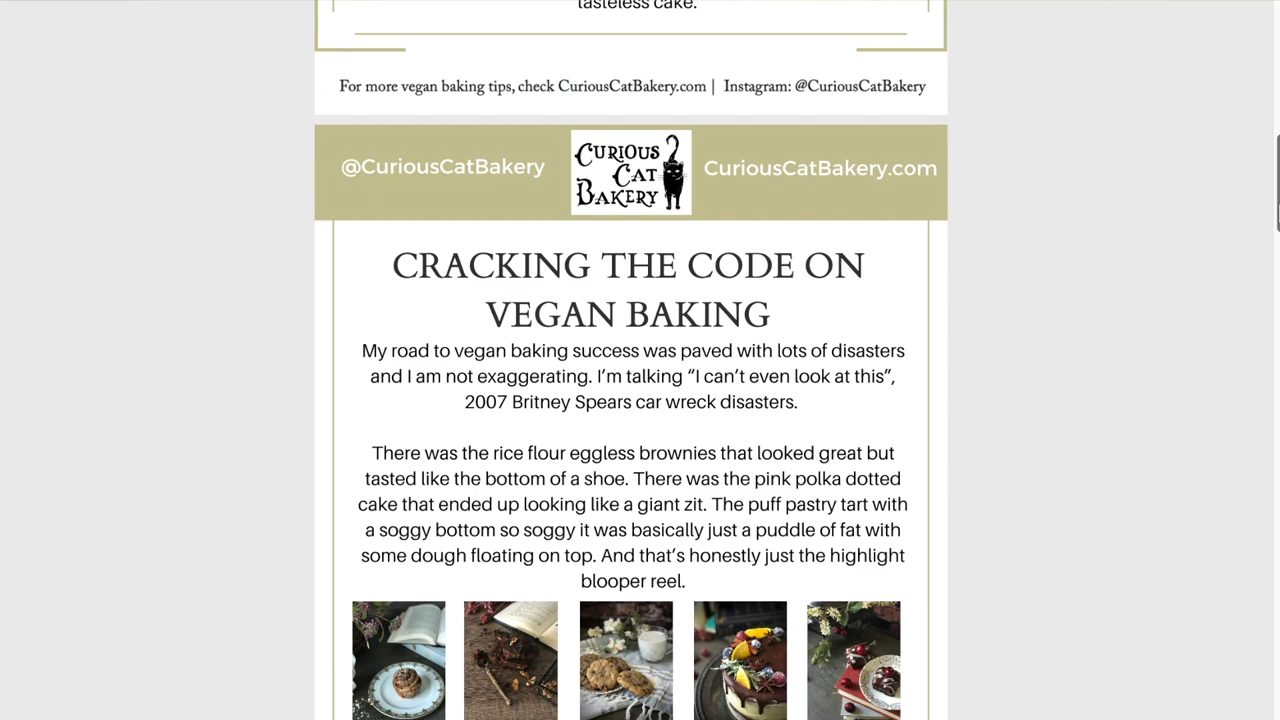 tasteless cake.
For more vegan baking tips, check CuriousCatBakery.com | Instagram: @CuriousCatBakery
@CuriousCatBakery
CURIOUS
CAT
BAKERY
CuriousCatBakery.com
CRACKING THE CODE ON
VEGAN BAKING
My road to vegan baking success was paved with lots of disasters
and I am not exaggerating. I’m talking “I can’t even look at this”,
2007 Britney Spears car wreck disasters.
There was the rice flour eggless brownies that looked great but
tasted like the bottom of a shoe. There was the pink polka dotted
cake that ended up looking like a giant zit. The puff pastry tart with
a soggy bottom so soggy it was basically just a puddle of fat with
some dough floating on top. And that’s honestly just the highlight
blooper reel.